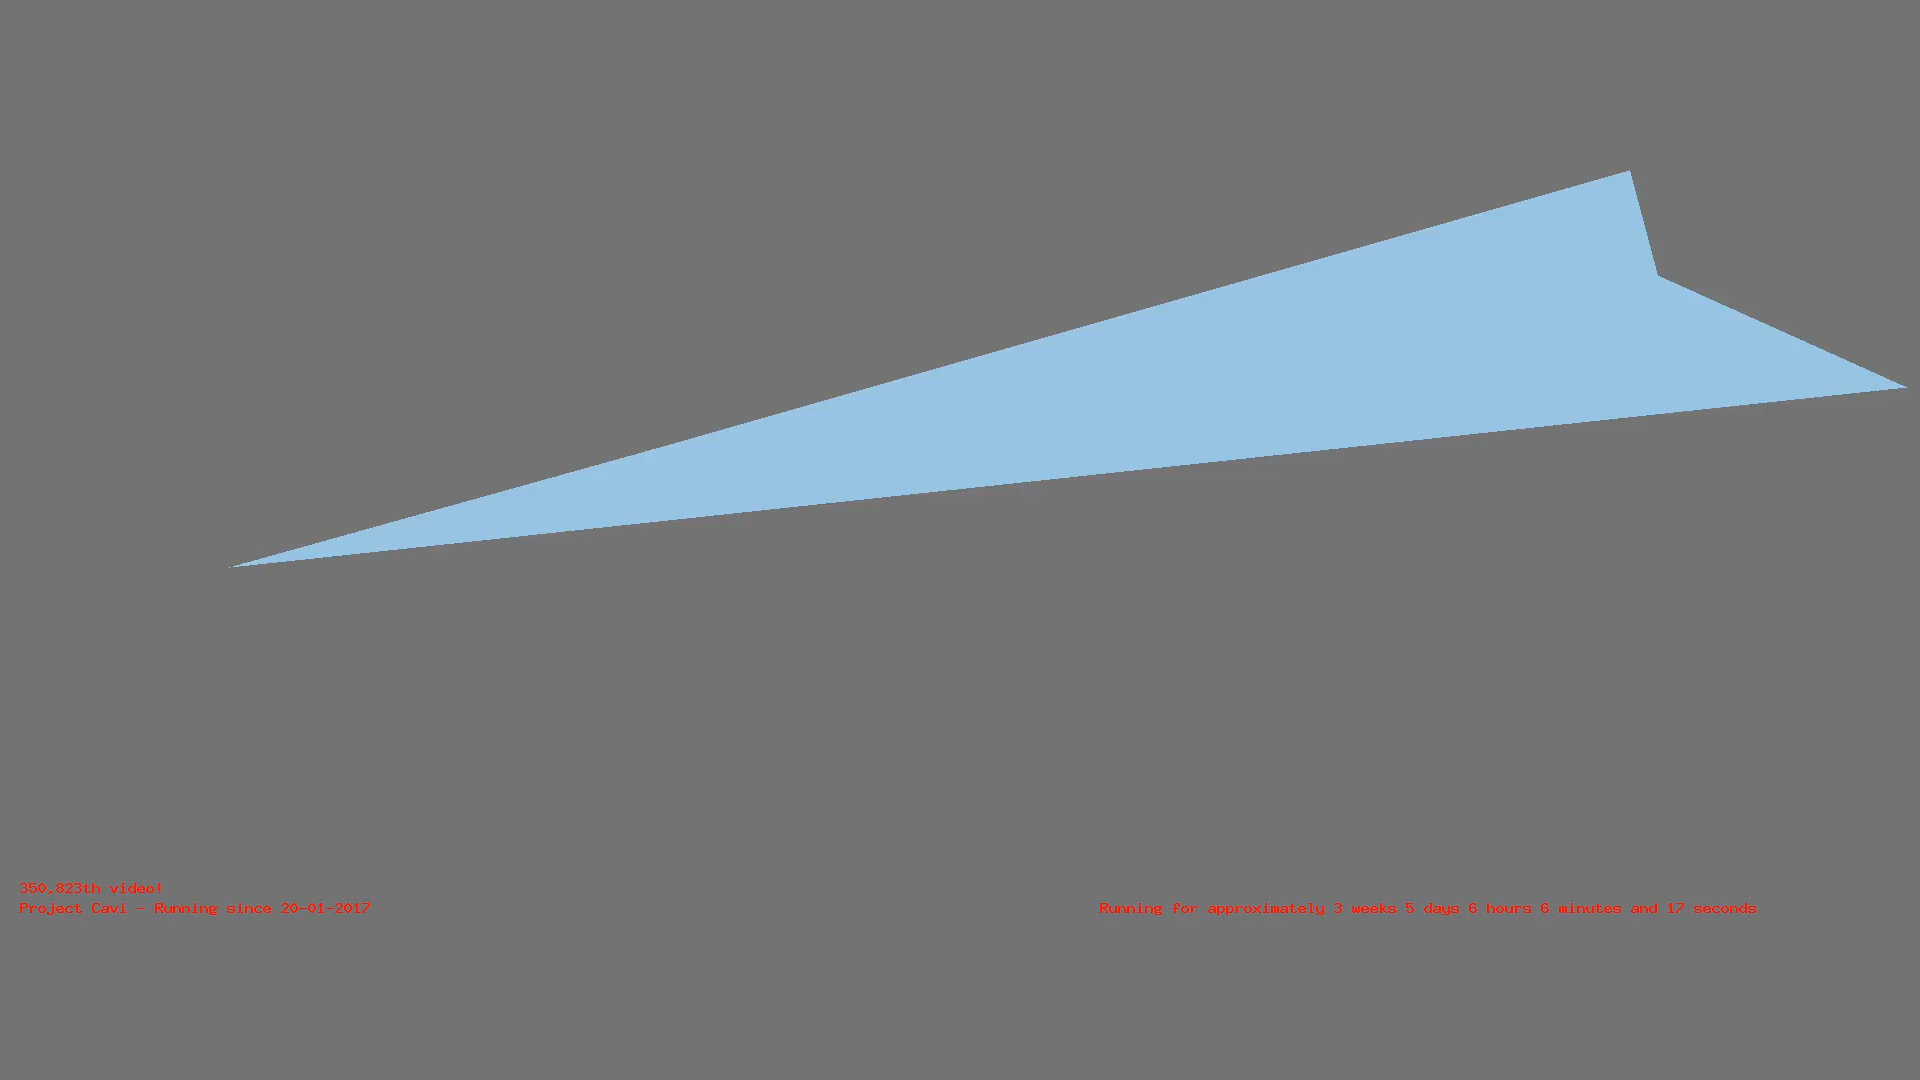 350,823th video!
Project Cavi - Running since 20-01-2017
Running for approximately 3 weeks 5 days 6 hours 6 minutes and 17 seconds